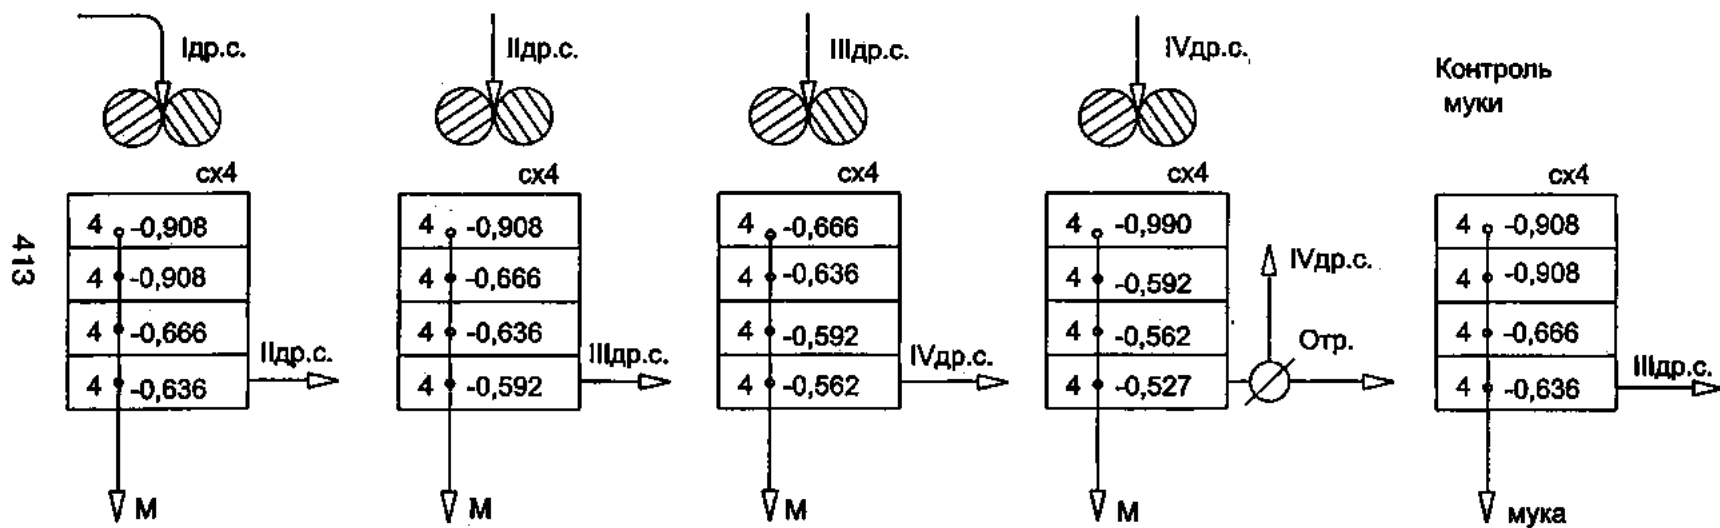 Iдр.с.
IIдр.с.
IIIдр.с.
IVдр.с.
Контроль
муки
сх4
4 -0,908
4 -0,908
4 -0,666
4 -0,636
IIдр.с.
М
сх4
4 -0,908
4 -0,666
4 -0,636
4 -0,592
IIIдр.с.
М
сх4
4 -0,666
4 -0,636
4 -0,592
4 -0,562
IVдр.с.
М
сх4
4 -0,990
4 -0,592
4 -0,562
4 -0,527
IVдр.с.
Отр.
М
сх4
4 -0,908
4 -0,908
4 -0,666
4 -0,636
IIIдр.с.
мука
413